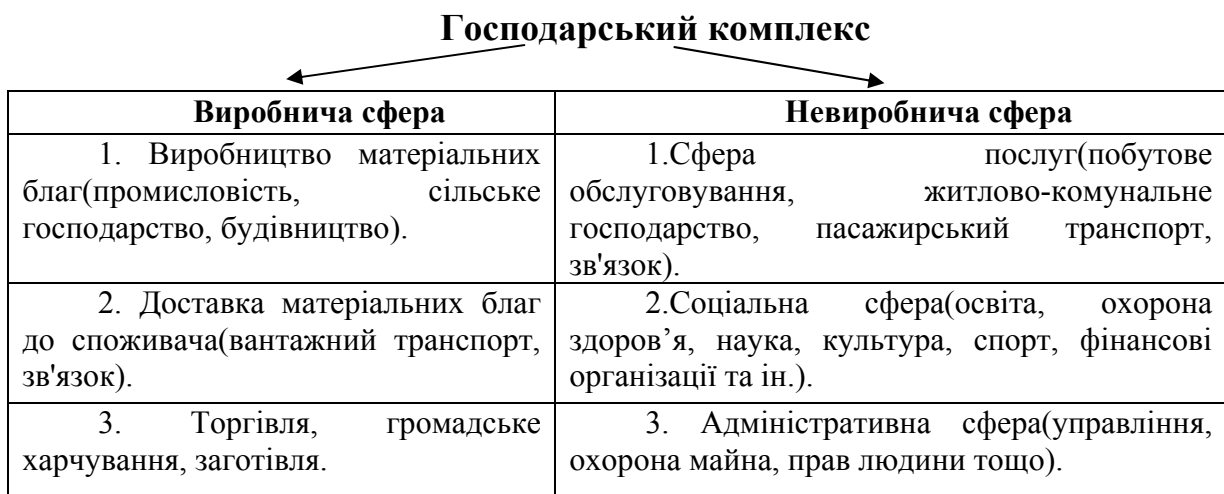 Господарський комплекс
Виробнича сфера
Невиробнича сфера
1. Виробництво матеріальних
благ(промисловість, сільське
господарство, будівництво).
1.Сфера послуг(побутове
обслуговування, житлово-комунальне
господарство, пасажирський транспорт,
зв'язок).
2. Доставка матеріальних благ
до споживача(вантажний транспорт,
зв'язок).
2.Соціальна сфера(освіта, охорона
здоров’я, наука, культура, спорт, фінансові
організації та ін.).
3. Торгівля, громадське
харчування, заготівля.
3. Адміністративна сфера(управління,
охорона майна, прав людини тощо).